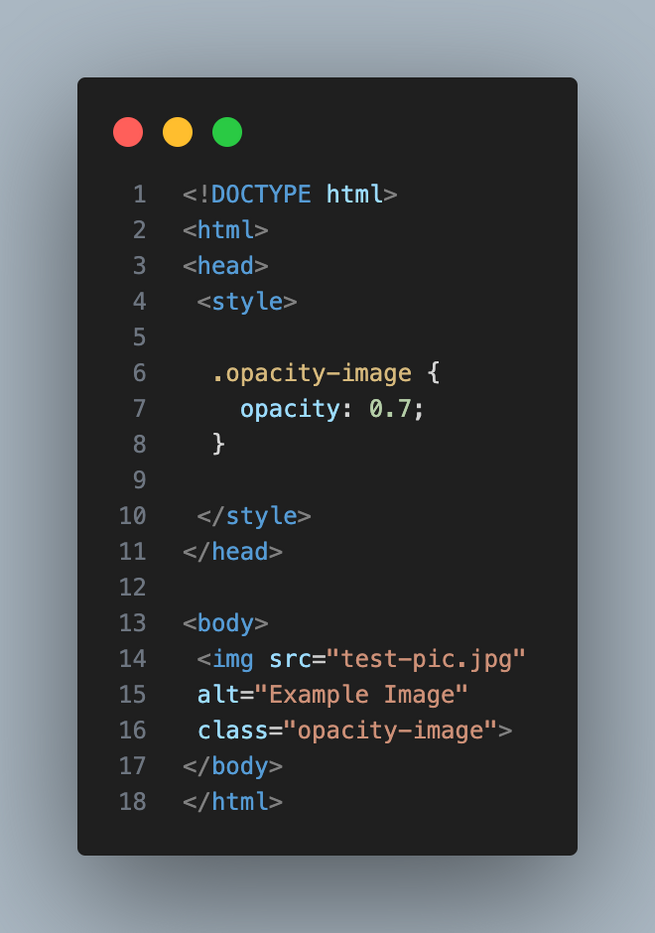 1 <!DOCTYPE html>
2 <html>
3 <head>
4  <style>
5
6   .opacity-image {
7     opacity: 0.7;
8   }
9
10  </style>
11 </head>
12
13 <body>
14  <img src="test-pic.jpg"
15  alt="Example Image"
16  class="opacity-image">
17 </body>
18 </html>